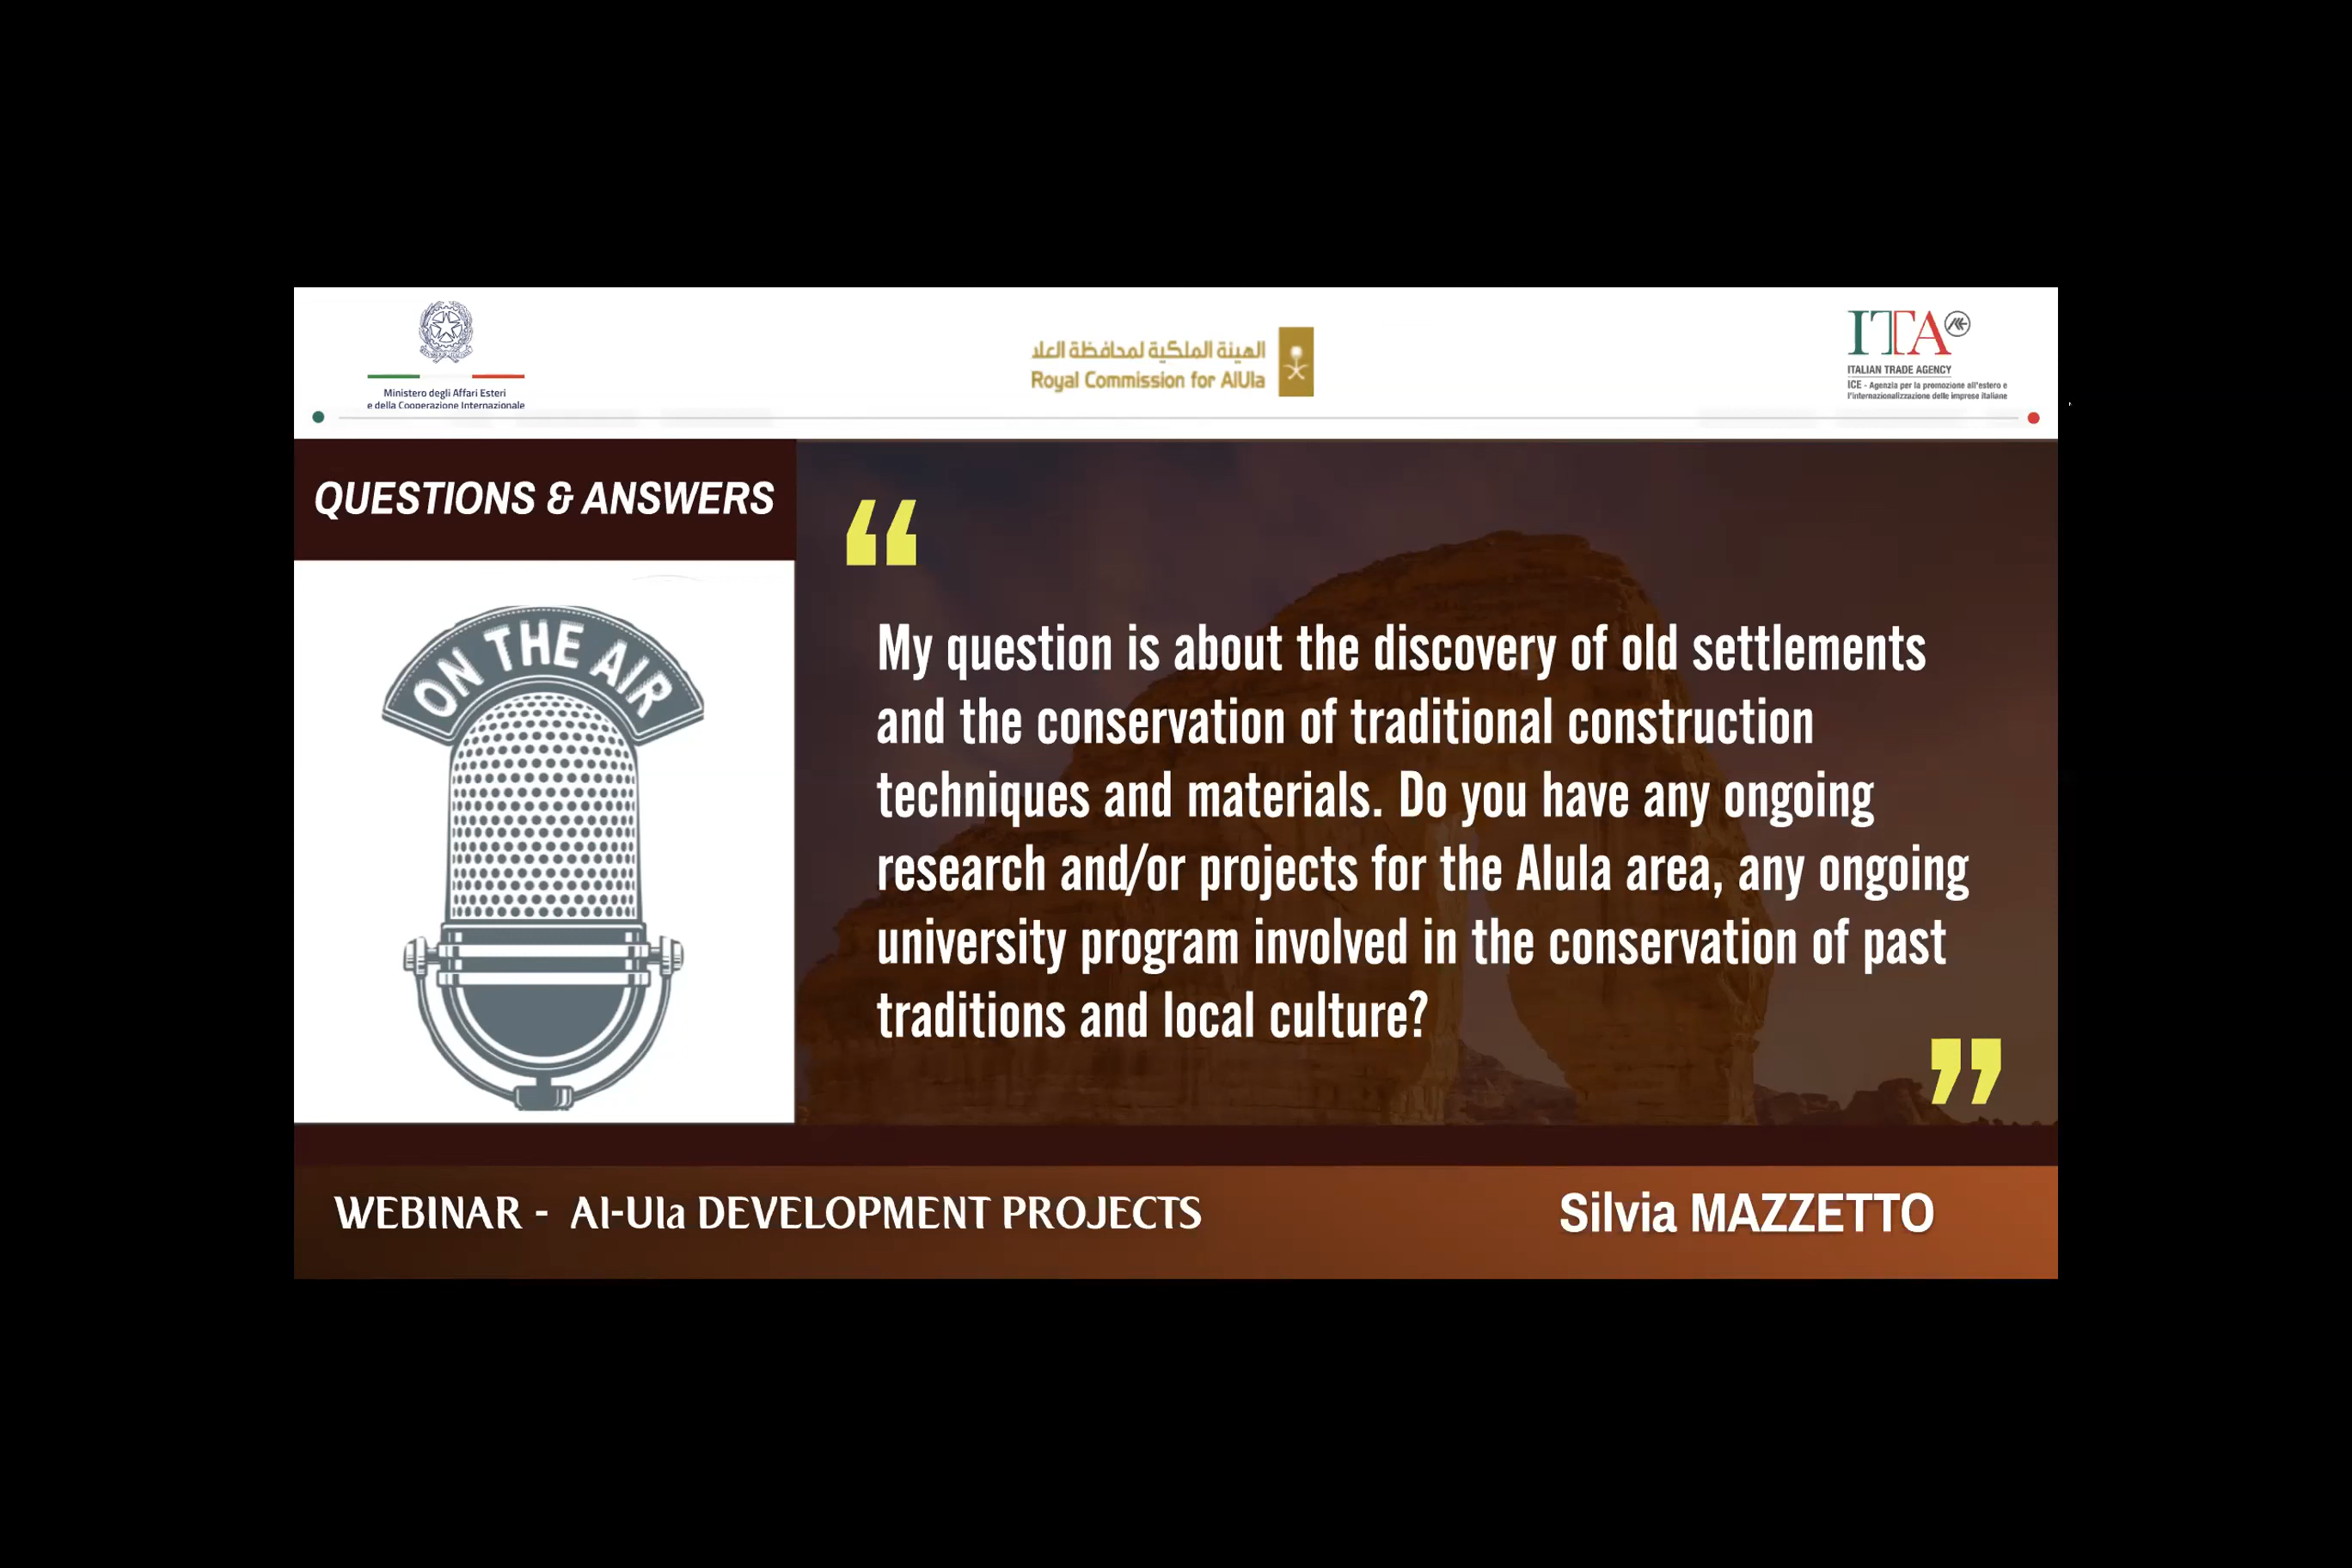 Ministero degli Affari Esteri
e della Cooperazione Internazionale
الهيئة الملكية لمحافظة العلا
Royal Commission for AlUla
ITA
ITALIAN TRADE AGENCY
ICE - Agenzia per la promozione all'estero e
l'internazionalizzazione delle imprese italiane
QUESTIONS & ANSWERS
ON THE AIR
“
My question is about the discovery of old settlements
and the conservation of traditional construction
techniques and materials. Do you have any ongoing
research and/or projects for the Alula area, any ongoing
university program involved in the conservation of past
traditions and local culture?
”
WEBINAR - Al-Ula DEVELOPMENT PROJECTS
Silvia MAZZETTO